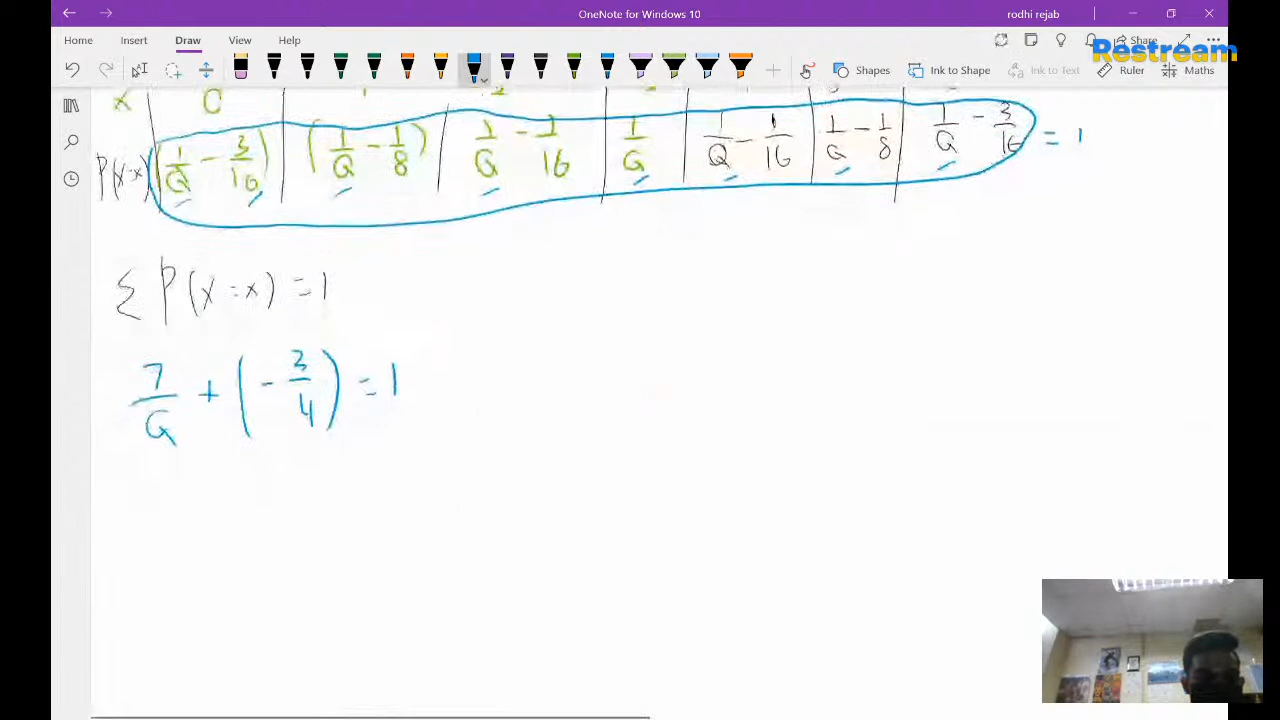 OneNote for Windows 10
rodhi rejab
Home Insert Draw View Help
Share
Restream
Shapes Ink to Shape Ink to Text Ruler Maths
x 0
P(x=x) 1/Q - 3/16 (1/Q - 1/8) 1/Q - 1/16 1/Q 1/Q - 1/16 1/Q - 1/8 1/Q - 3/16 = 1
Σ P(x=x) = 1
7/Q + (-3/4) = 1